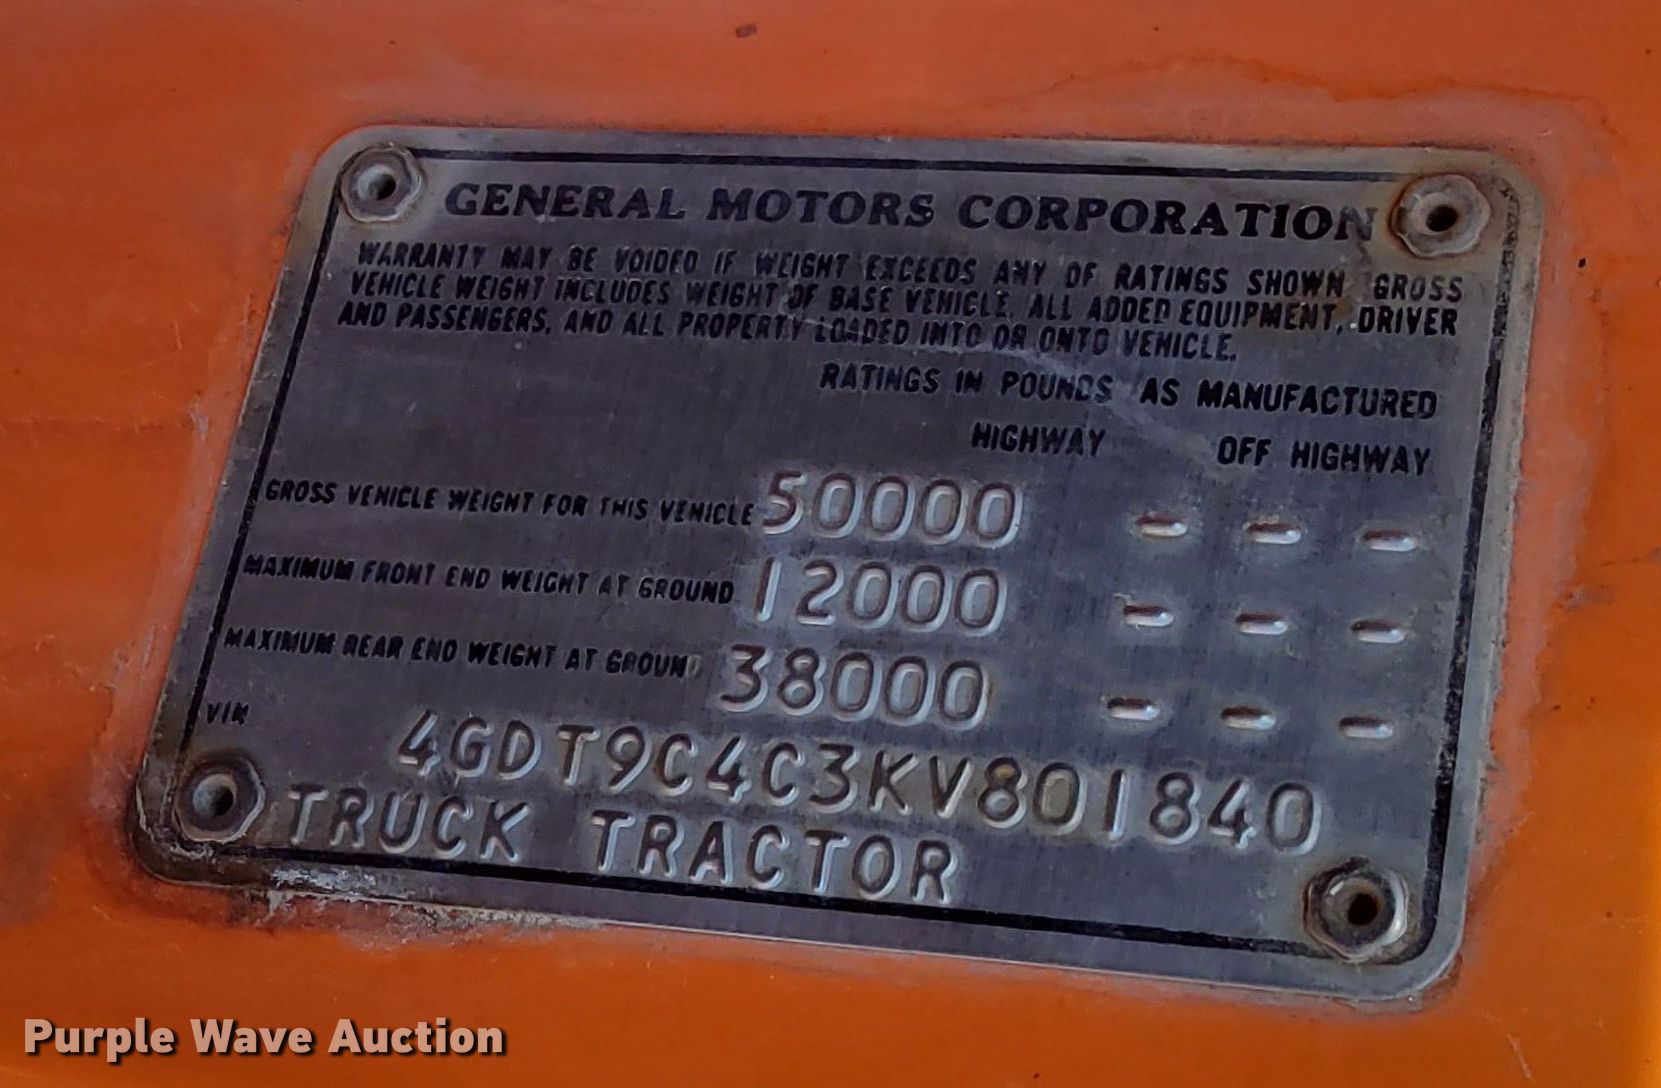 GENERAL MOTORS CORPORATION
WARRANTY MAY BE VOIDED IF WEIGHT EXCEEDS ANY OF RATINGS SHOWN. GROSS
VEHICLE WEIGHT INCLUDES WEIGHT OF BASE VEHICLE, ALL ADDED EQUIPMENT, DRIVER
AND PASSENGERS, AND ALL PROPERTY LOADED INTO OR ONTO VEHICLE.
RATINGS IN POUNDS AS MANUFACTURED
HIGHWAY OFF HIGHWAY
GROSS VEHICLE WEIGHT FOR THIS VEHICLE 50000 - - -
MAXIMUM FRONT END WEIGHT AT GROUND 12000 - - -
MAXIMUM REAR END WEIGHT AT GROUND 38000 - - -
VIN 4GDT9C4C3KV801840
TRUCK TRACTOR
Purple Wave Auction